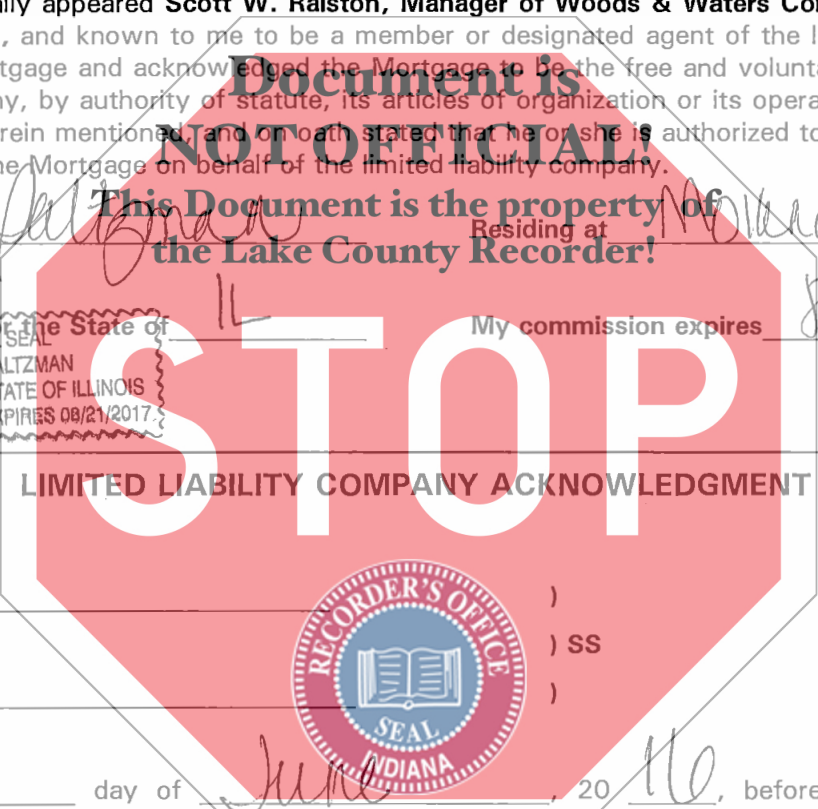 ally appeared Scott W. Ralston, Manager of Woods & Waters Co
, and known to me to be a member or designated agent of the l
tgage and acknowledged the Mortgage to be the free and volunta
ny, by authority of statute, its articles of organization or its opera
rein mentioned, and on oath stated that he or she is authorized to
he Mortgage on behalf of the limited liability company.
Document is
NOT OFFICIAL!
This Document is the property of
the Lake County Recorder!
Residing at
r the State of IL My commission expires 8
SEAL
LTZMAN
TATE OF ILLINOIS
PIRES 08/21/2017
STOP
LIMITED LIABILITY COMPANY ACKNOWLEDGMENT
)
) SS
)
RECORDER'S OFFICE
SEAL
INDIANA
day of June, 20 16, before